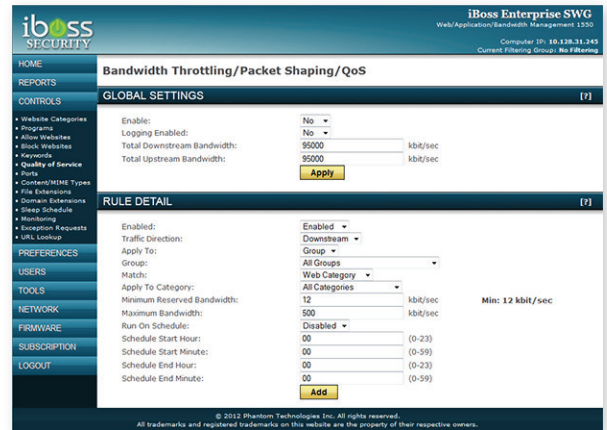 iBoss Enterprise SWG
Web/Application/Bandwidth Management 1550
iboss
SECURITY
Computer IP: 10.128.31.245
Current Filtering Group: No Filtering
HOME
REPORTS
CONTROLS
Website Categories
Programs
Allow Websites
Block Websites
Keywords
Quality of Service
Ports
Content/MIME Types
File Extensions
Domain Extensions
Sleep Schedule
Monitoring
Exception Requests
URL Lookup
PREFERENCES
USERS
TOOLS
NETWORK
FIRMWARE
SUBSCRIPTION
LOGOUT
Bandwidth Throttling/Packet Shaping/QoS
GLOBAL SETTINGS [?]
Enable: No
Logging Enabled: No
Total Downstream Bandwidth: 95000 kbit/sec
Total Upstream Bandwidth: 95000 kbit/sec
Apply
RULE DETAIL [?]
Enabled: Enabled
Traffic Direction: Downstream
Apply To: Group
Group: All Groups
Match: Web Category
Apply To Category: All Categories
Minimum Reserved Bandwidth: 12 kbit/sec Min: 12 kbit/sec
Maximum Bandwidth: 500 kbit/sec
Run On Schedule: Disabled
Schedule Start Hour: 00 (0-23)
Schedule Start Minute: 00 (0-59)
Schedule End Hour: 00 (0-23)
Schedule End Minute: 00 (0-59)
Add
© 2012 Phantom Technologies Inc. All rights reserved.
All trademarks and registered trademarks on this website are the property of their respective owners.